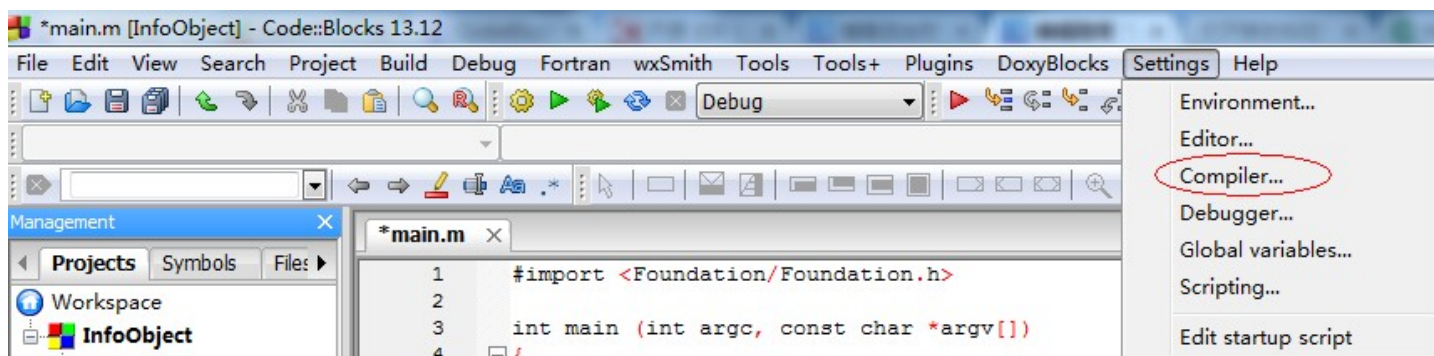 *main.m [InfoObject] - Code::Blocks 13.12
File Edit View Search Project Build Debug Fortran wxSmith Tools Tools+ Plugins DoxyBlocks Settings Help
Debug
Environment...
Editor...
Compiler...
Debugger...
Global variables...
Scripting...
Edit startup script
Management
Projects Symbols Files
Workspace
InfoObject
*main.m
1 #import <Foundation/Foundation.h>
2
3 int main (int argc, const char *argv[])
4 {